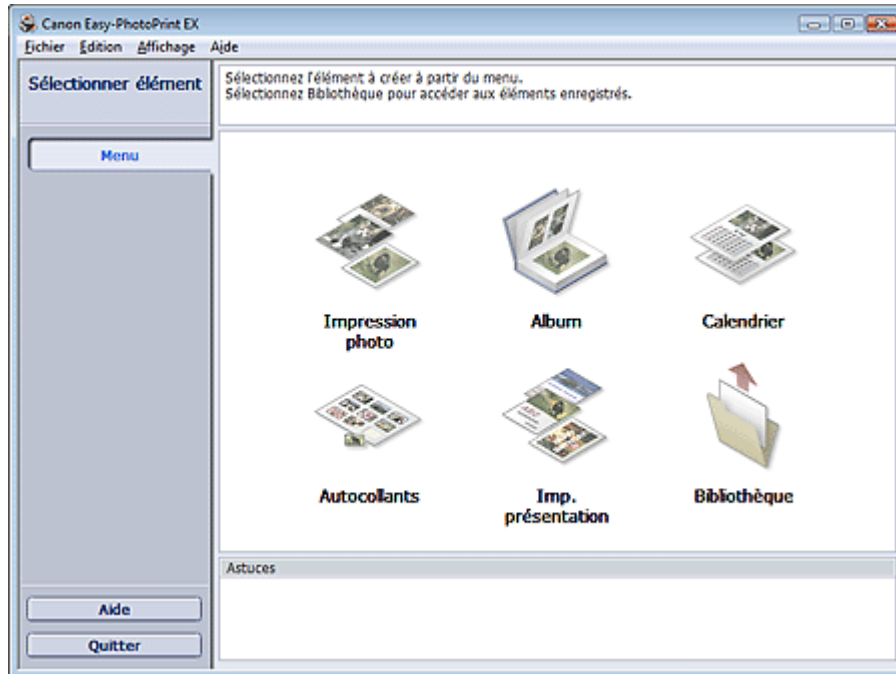 Canon Easy-PhotoPrint EX
Fichier Édition Affichage Aide
Sélectionner élément
Sélectionnez l'élément à créer à partir du menu.
Sélectionnez Bibliothèque pour accéder aux éléments enregistrés.
Menu
Impression
photo
Album
Calendrier
Autocollants
Imp.
présentation
Bibliothèque
Astuces
Aide
Quitter